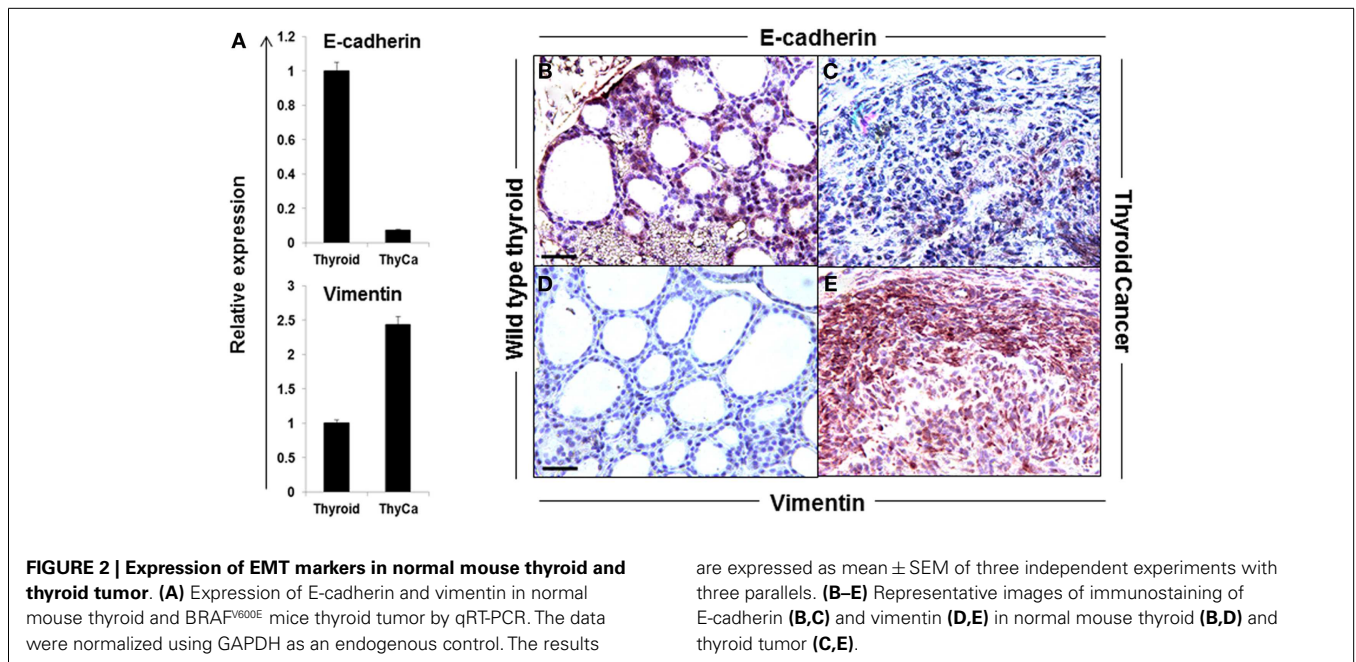 A
1.2
E-cadherin
1
0.8
0.6
0.4
0.2
0
Thyroid ThyCa
Relative expression
3
Vimentin
2.5
2
1.5
1
0.5
0
Thyroid ThyCa
E-cadherin
Wild type thyroid
B
C
D
E
Thyroid Cancer
Vimentin
FIGURE 2 | Expression of EMT markers in normal mouse thyroid and
thyroid tumor. (A) Expression of E-cadherin and vimentin in normal
mouse thyroid and BRAFV600E mice thyroid tumor by qRT-PCR. The data
were normalized using GAPDH as an endogenous control. The results
are expressed as mean ± SEM of three independent experiments with
three parallels. (B–E) Representative images of immunostaining of
E-cadherin (B,C) and vimentin (D,E) in normal mouse thyroid (B,D) and
thyroid tumor (C,E).